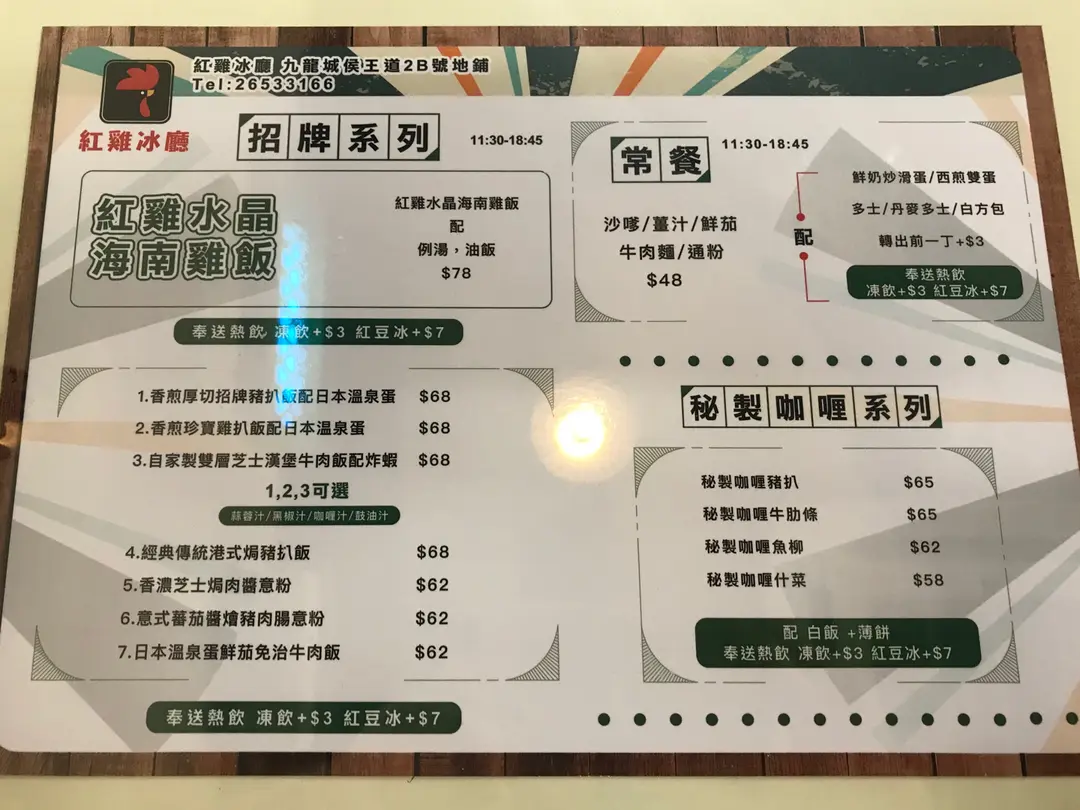 紅雞冰廳 九龍城侯王道2B號地鋪
Tel:26533166
紅雞冰廳
招牌系列
11:30-18:45
紅雞水晶
海南雞飯
紅雞水晶海南雞飯
配
例湯，油飯
$78
奉送熱飲 凍飲+$3 紅豆冰+$7
1.香煎厚切招牌豬扒飯配日本溫泉蛋 $68
2.香煎珍寶雞扒飯配日本溫泉蛋 $68
3.自家製雙層芝士漢堡牛肉飯配炸蝦 $68
1,2,3可選
蒜蓉汁/黑椒汁/咖喱汁/鼓油汁
4.經典傳統港式焗豬扒飯 $68
5.香濃芝士焗肉醬意粉 $62
6.意式蕃茄醬燴豬肉腸意粉 $62
7.日本溫泉蛋鮮茄免治牛肉飯 $62
奉送熱飲 凍飲+$3 紅豆冰+$7
常餐
11:30-18:45
沙嗲/薑汁/鮮茄
牛肉麵/通粉
$48
配
鮮奶炒滑蛋/西煎雙蛋
多士/丹麥多士/白方包
轉出前一丁+$3
奉送熱飲
凍飲+$3 紅豆冰+$7
秘製咖喱系列
秘製咖喱豬扒 $65
秘製咖喱牛肋條 $65
秘製咖喱魚柳 $62
秘製咖喱什菜 $58
配 白飯 +薄餅
奉送熱飲 凍飲+$3 紅豆冰+$7